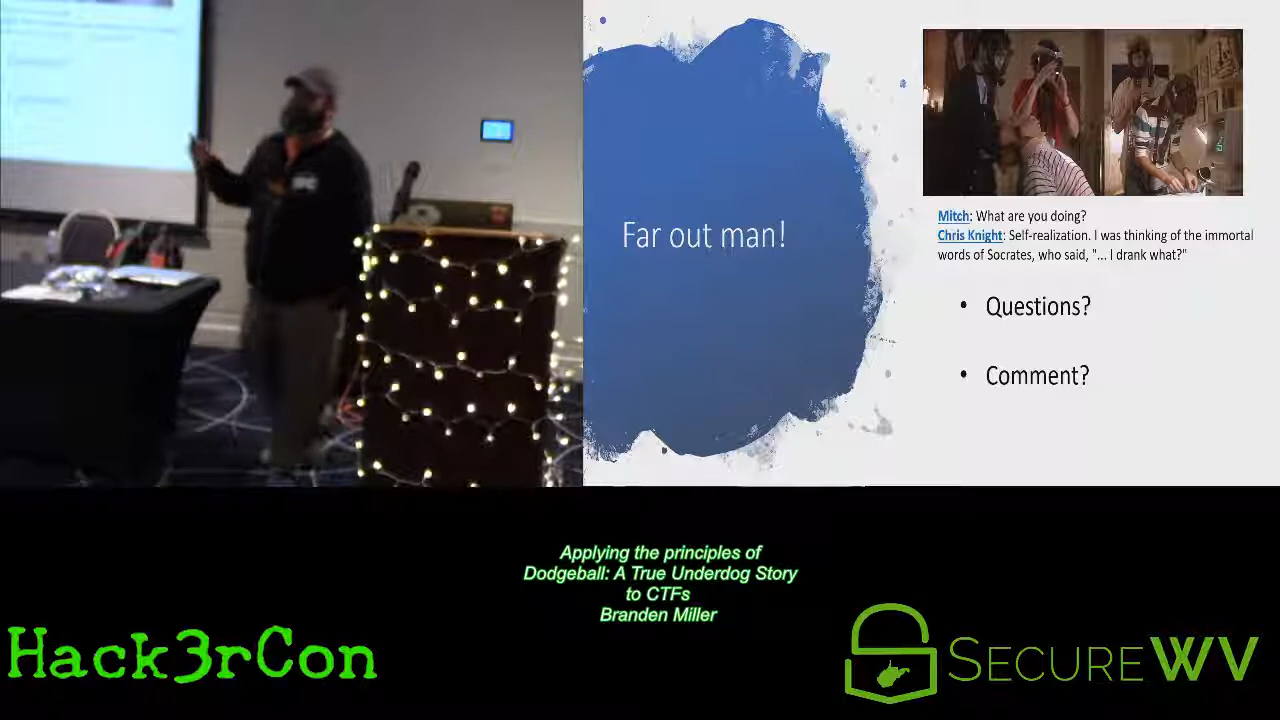 Far out man!
Mitch: What are you doing?
Chris Knight: Self-realization. I was thinking of the immortal
words of Socrates, who said, "... I drank what?"
• Questions?
• Comment?
Applying the principles of
Dodgeball: A True Underdog Story
to CTFs
Branden Miller
Hack3rCon
SECUREWV